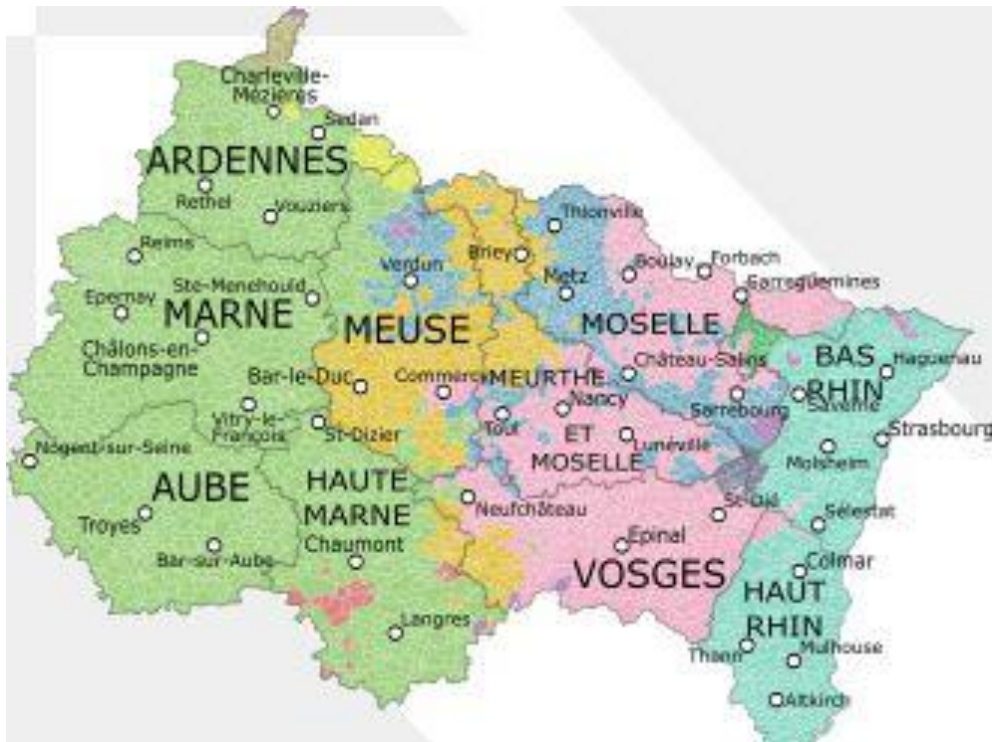 Charleville-
Mézières
Sedan
ARDENNES
Rethel
Vouziers
Thionville
Reims
Briey
Boulay
Forbach
Verdun
Metz
Sarreguemines
Ste-Menehould
Epernay
MARNE
MEUSE
MOSELLE
BAS
RHIN
Haguenau
Châlons-en-
Champagne
Château-Salins
Bar-le-Duc
Commercy
MEURTHE
Nancy
Sarrebourg
Saverne
Vitry-le-
François
St-Dizier
Toul
ET
MOSELLE
Lunéville
Strasbourg
Nogent-sur-Seine
Molsheim
AUBE
HAUTE
MARNE
Neufchâteau
St-Dié
Sélestat
Troyes
Bar-sur-Aube
Chaumont
Epinal
VOSGES
Colmar
HAUT
RHIN
Langres
Thann
Mulhouse
Altkirch